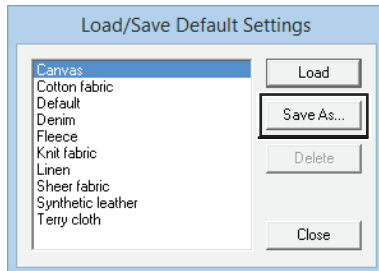 Load/Save Default Settings
Canvas
Cotton fabric
Default
Denim
Fleece
Knit fabric
Linen
Sheer fabric
Synthetic leather
Terry cloth
Load
Save As...
Delete
Close